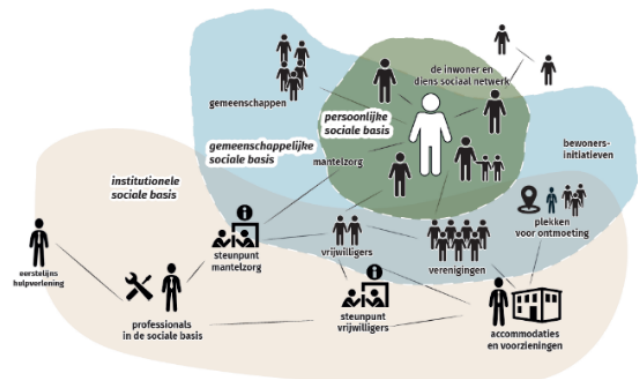 de inwoner en
diens sociaal netwerk
gemeenschappen
persoonlijke
sociale basis
gemeenschappelijke
sociale basis
mantelzorg
bewoners-
initiatieven
institutionele
sociale basis
plekken
voor ontmoeting
steunpunt
mantelzorg
vrijwilligers
verenigingen
eerstelijns
hulpverlening
professionals
in de sociale basis
steunpunt
vrijwilligers
accommodaties
en voorzieningen